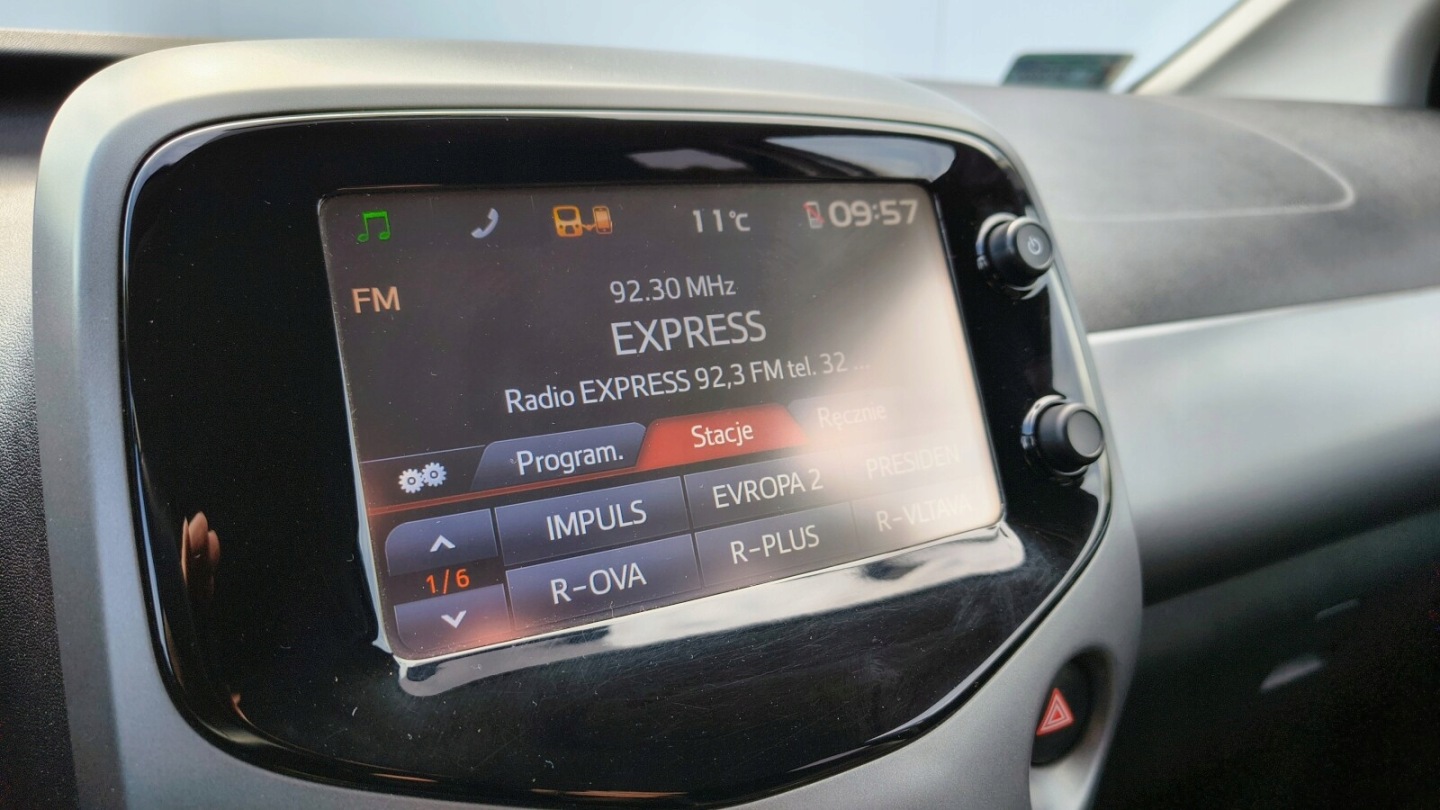 11°C 09:57
FM
92.30 MHz
EXPRESS
Radio EXPRESS 92,3 FM tel. 32 ...
Program. Stacje Ręcznie
IMPULS EVROPA 2 PRESIDEN
1/6
R-OVA R-PLUS R-VLTAVA